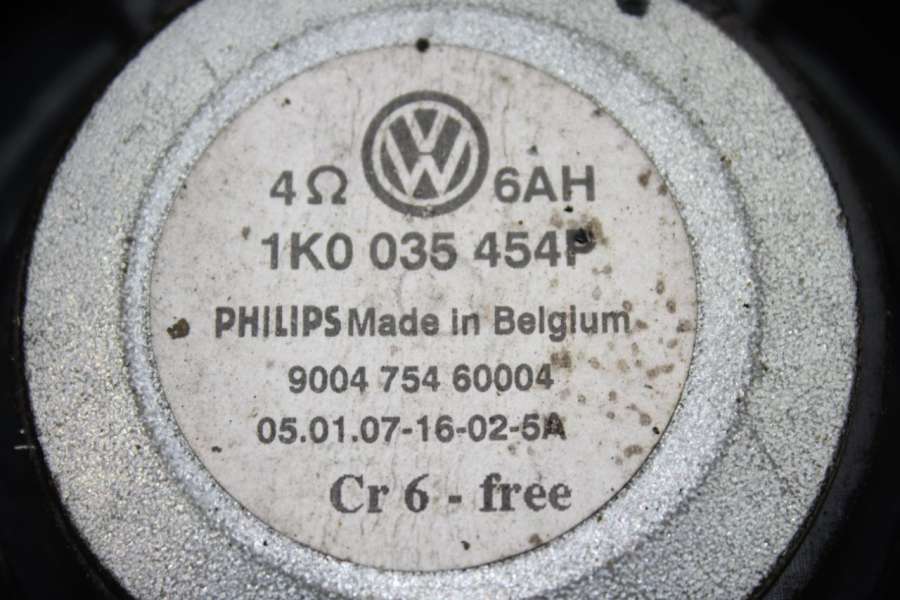 4Ω 6AH
1K0 035 454P
PHILIPS Made in Belgium
9004 754 60004
05.01.07-16-02-5A
Cr 6 - free